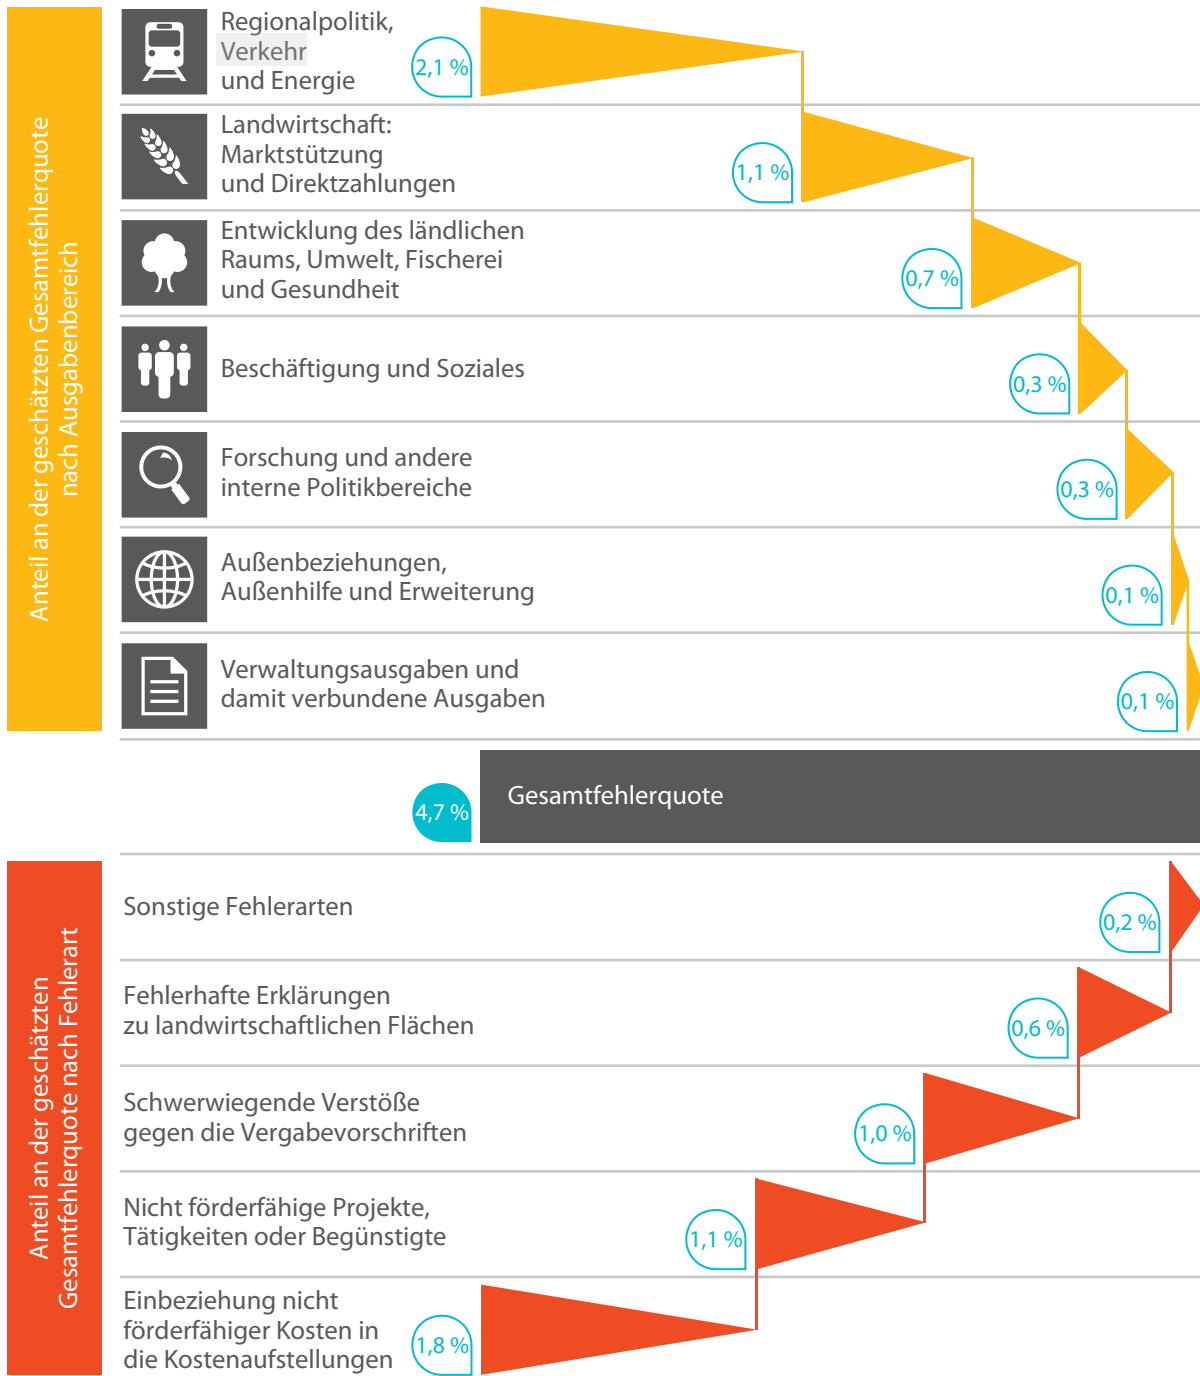 Anteil an der geschätzten Gesamtfehlerquote
nach Ausgabenbereich
Regionalpolitik,
Verkehr
und Energie
2,1 %
Landwirtschaft:
Marktstützung
und Direktzahlungen
1,1 %
Entwicklung des ländlichen
Raums, Umwelt, Fischerei
und Gesundheit
0,7 %
Beschäftigung und Soziales
0,3 %
Forschung und andere
interne Politikbereiche
0,3 %
Außenbeziehungen,
Außenhilfe und Erweiterung
0,1 %
Verwaltungsausgaben und
damit verbundene Ausgaben
0,1 %
4,7 %
Gesamtfehlerquote
Anteil an der geschätzten
Gesamtfehlerquote nach Fehlerart
Sonstige Fehlerarten
0,2 %
Fehlerhafte Erklärungen
zu landwirtschaftlichen Flächen
0,6 %
Schwerwiegende Verstöße
gegen die Vergabevorschriften
1,0 %
Nicht förderfähige Projekte,
Tätigkeiten oder Begünstigte
1,1 %
Einbeziehung nicht
förderfähiger Kosten in
die Kostenaufstellungen
1,8 %